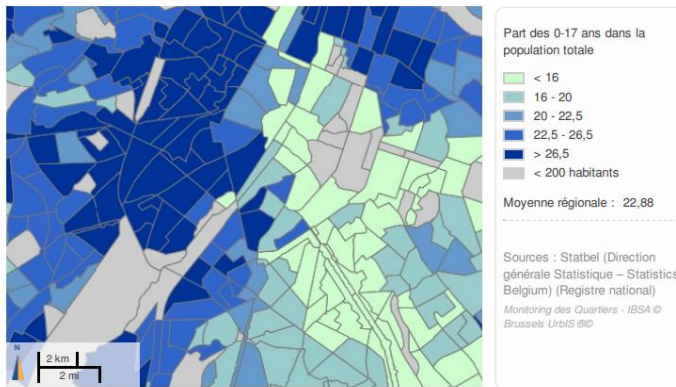 Part des 0-17 ans dans la
population totale
< 16
16 - 20
20 - 22,5
22,5 - 26,5
> 26,5
< 200 habitants
Moyenne régionale : 22,88
Sources : Statbel (Direction
générale Statistique – Statistics
Belgium) (Registre national)
Monitoring des Quartiers - IBSA ©
Brussels UrbIS ®©
N
2 km
2 mi